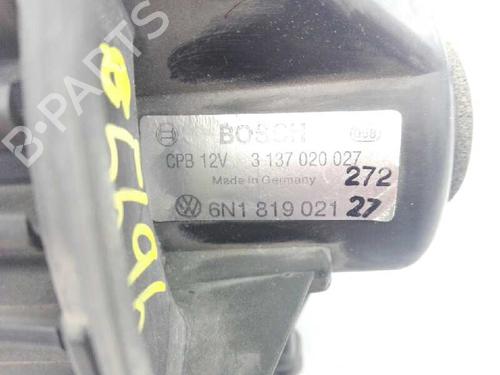 B-PARTS
BOSCH
CPB 12V 3 137 020 027
Made in Germany 272
6N1 819 021 27